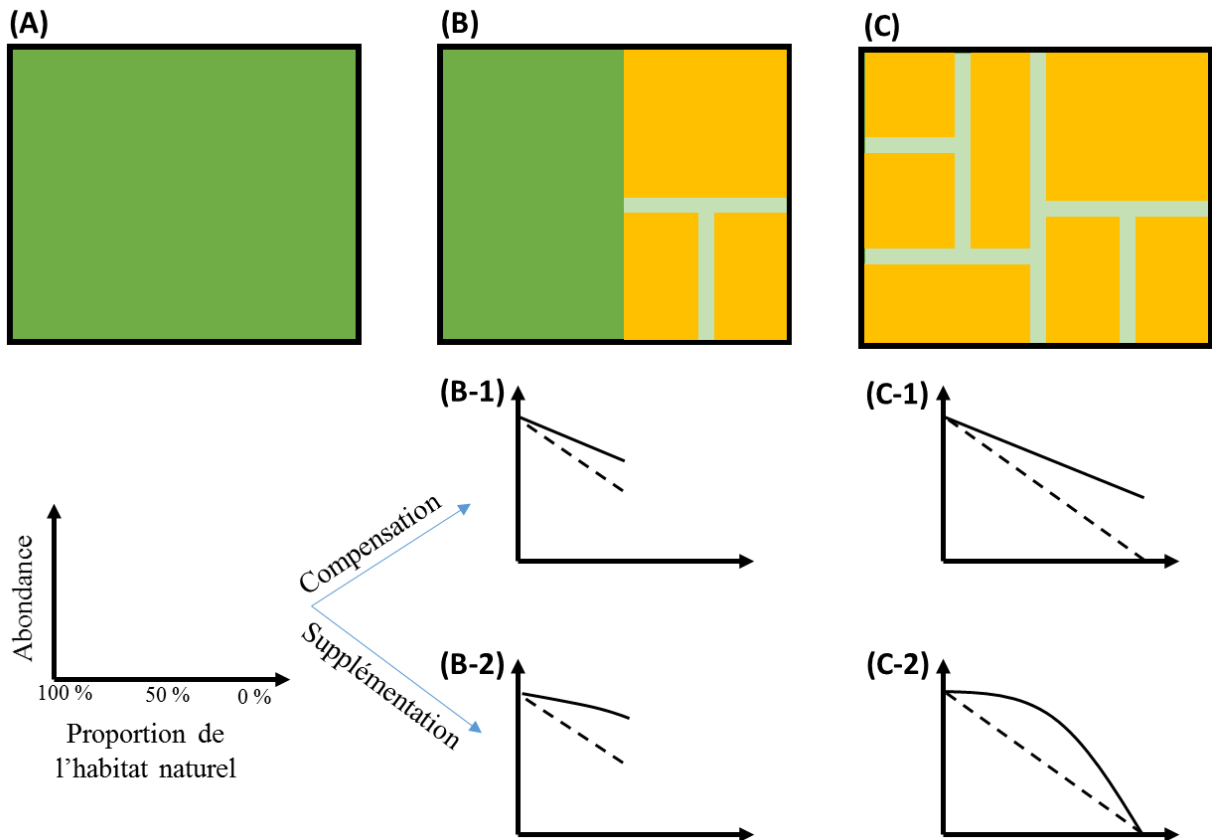 (A)
(B)
(C)
(B-1)
(C-1)
Compensation
Abondance
100 %
50 %
0 %
Proportion de
l'habitat naturel
Supplémentation
(B-2)
(C-2)